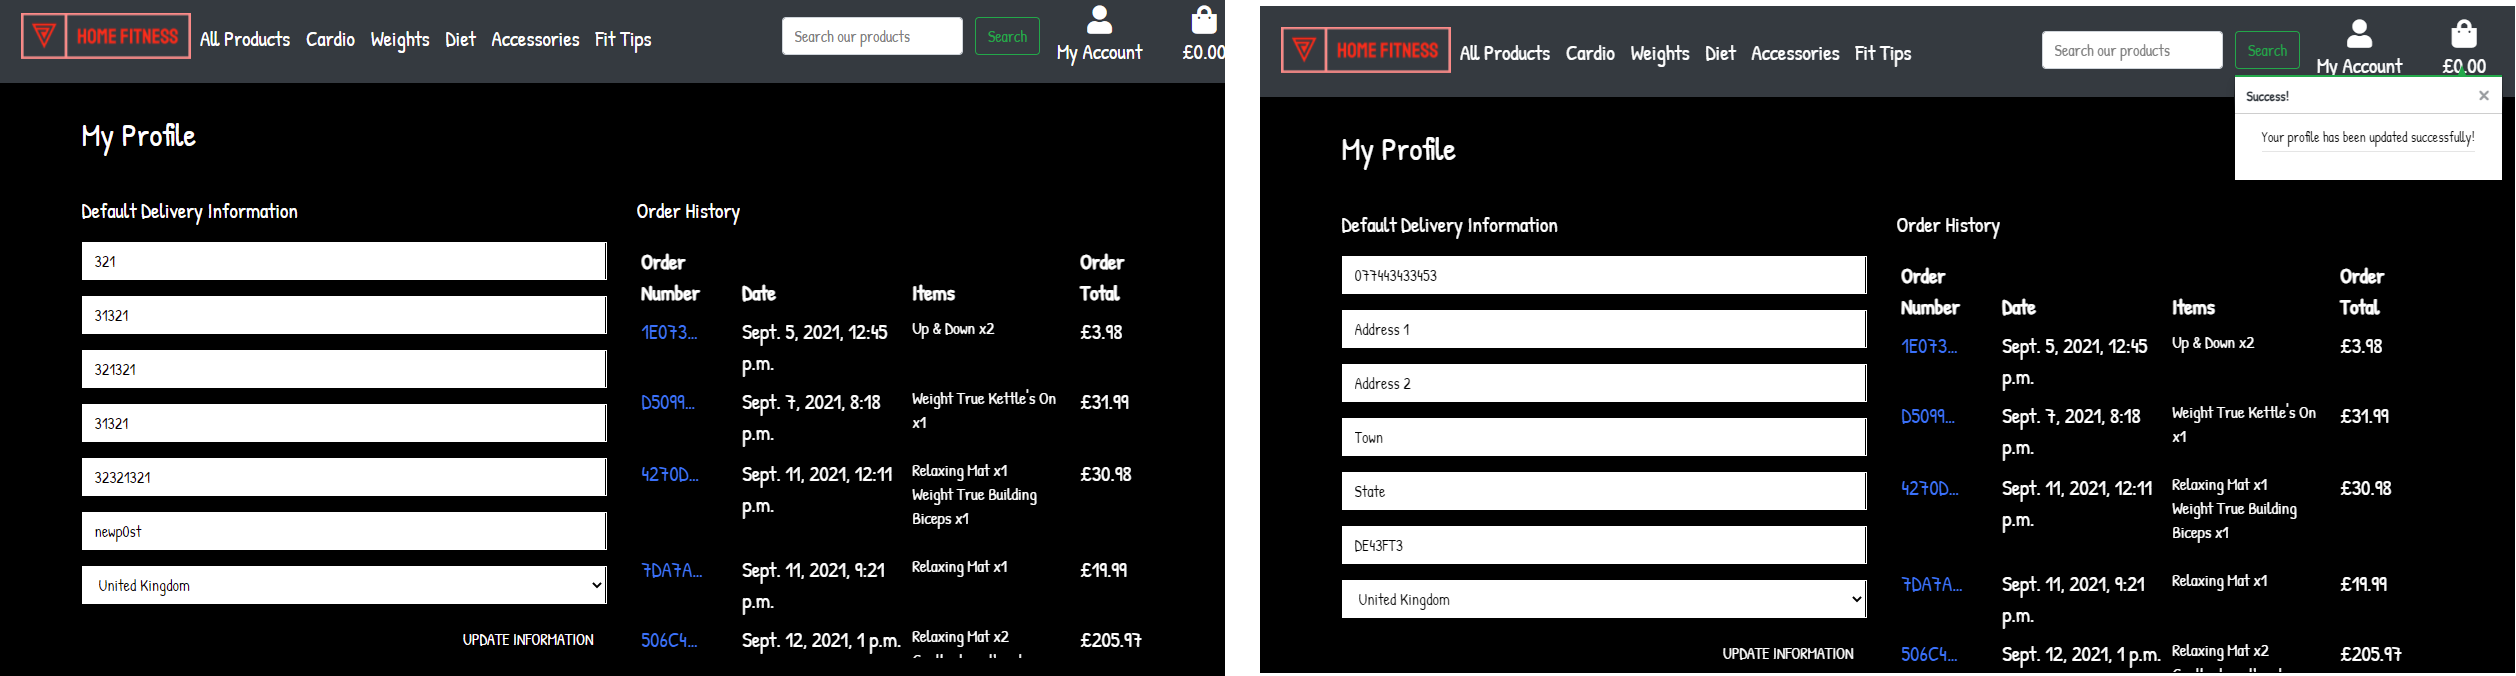 HOME FITNESS All Products Cardio Weights Diet Accessories Fit Tips Search our products Search My Account £0.00
My Profile
Default Delivery Information
321
31321
321321
31321
32321321
newp0st
United Kingdom
UPDATE INFORMATION
Order History
Order Number Date Items Order Total
1E073... Sept. 5, 2021, 12:45 Up & Down x2 £3.98
p.m.
D5099... Sept. 7, 2021, 8:18 Weight True Kettle's On £31.99
p.m. x1
4270D... Sept. 11, 2021, 12:11 Relaxing Mat x1 £30.98
p.m. Weight True Building
Biceps x1
7DA7A... Sept. 11, 2021, 9:21 Relaxing Mat x1 £19.99
p.m.
506C4... Sept. 12, 2021, 1 p.m. Relaxing Mat x2 £205.97
HOME FITNESS All Products Cardio Weights Diet Accessories Fit Tips Search our products Search My Account £0.00
Success! ×
Your profile has been updated successfully!
My Profile
Default Delivery Information
077443433453
Address 1
Address 2
Town
State
DE43FT3
United Kingdom
UPDATE INFORMATION
Order History
Order Number Date Items Order Total
1E073... Sept. 5, 2021, 12:45 Up & Down x2 £3.98
p.m.
D5099... Sept. 7, 2021, 8:18 Weight True Kettle's On £31.99
p.m. x1
4270D... Sept. 11, 2021, 12:11 Relaxing Mat x1 £30.98
p.m. Weight True Building
Biceps x1
7DA7A... Sept. 11, 2021, 9:21 Relaxing Mat x1 £19.99
p.m.
506C4... Sept. 12, 2021, 1 p.m. Relaxing Mat x2 £205.97